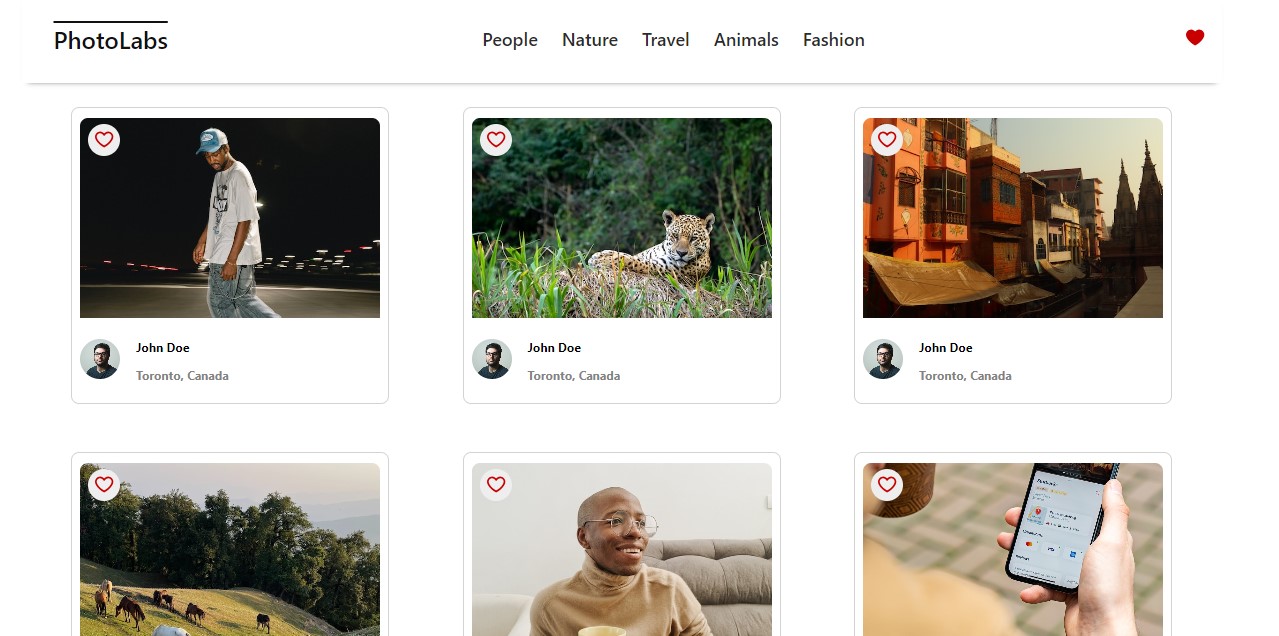 PhotoLabs
People Nature Travel Animals Fashion
John Doe
Toronto, Canada
John Doe
Toronto, Canada
John Doe
Toronto, Canada